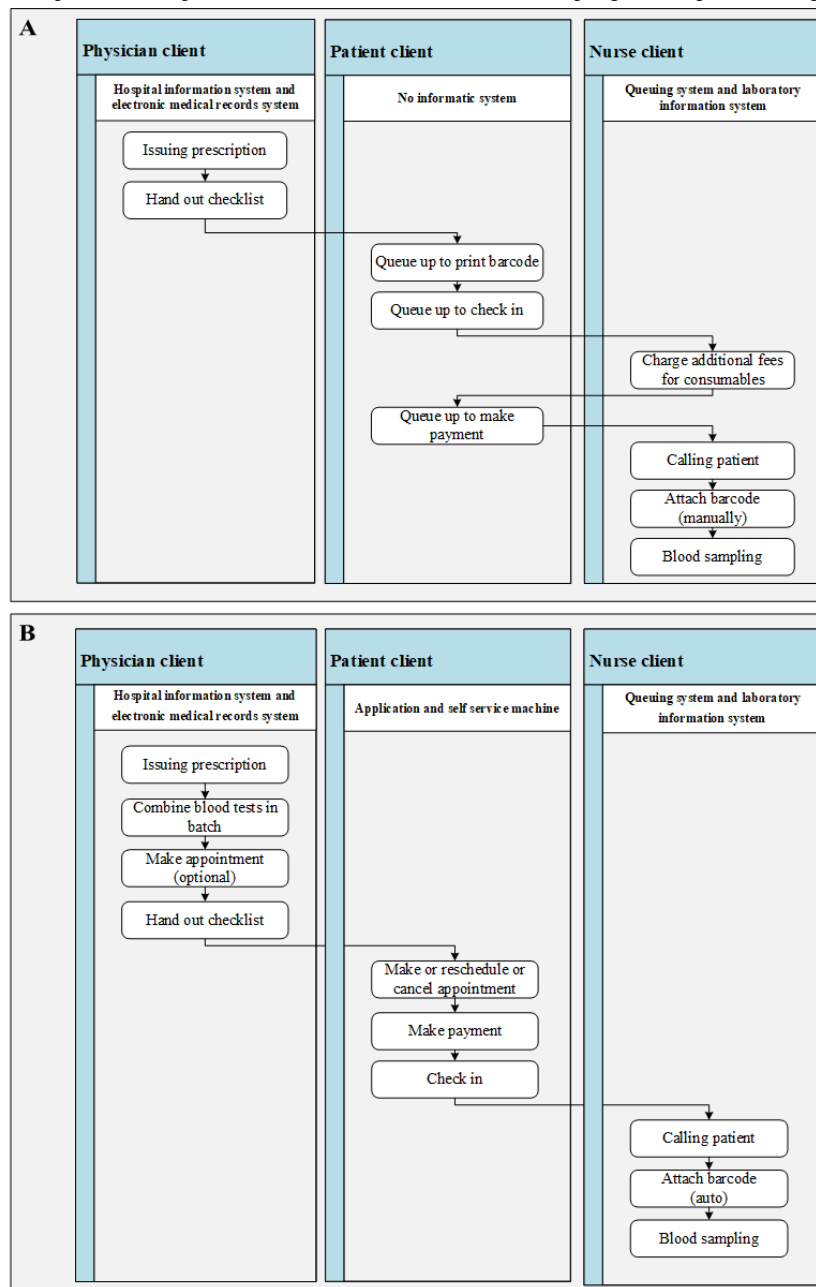 A
Physician client
Patient client
Nurse client
Hospital information system and
electronic medical records system
No informatic system
Queuing system and laboratory
information system
Issuing prescription
Hand out checklist
Queue up to print barcode
Queue up to check in
Charge additional fees
for consumables
Queue up to make
payment
Calling patient
Attach barcode
(manually)
Blood sampling
B
Physician client
Patient client
Nurse client
Hospital information system and
electronic medical records system
Application and self service machine
Queuing system and laboratory
information system
Issuing prescription
Combine blood tests in
batch
Make appointment
(optional)
Hand out checklist
Make or reschedule or
cancel appointment
Make payment
Check in
Calling patient
Attach barcode
(auto)
Blood sampling